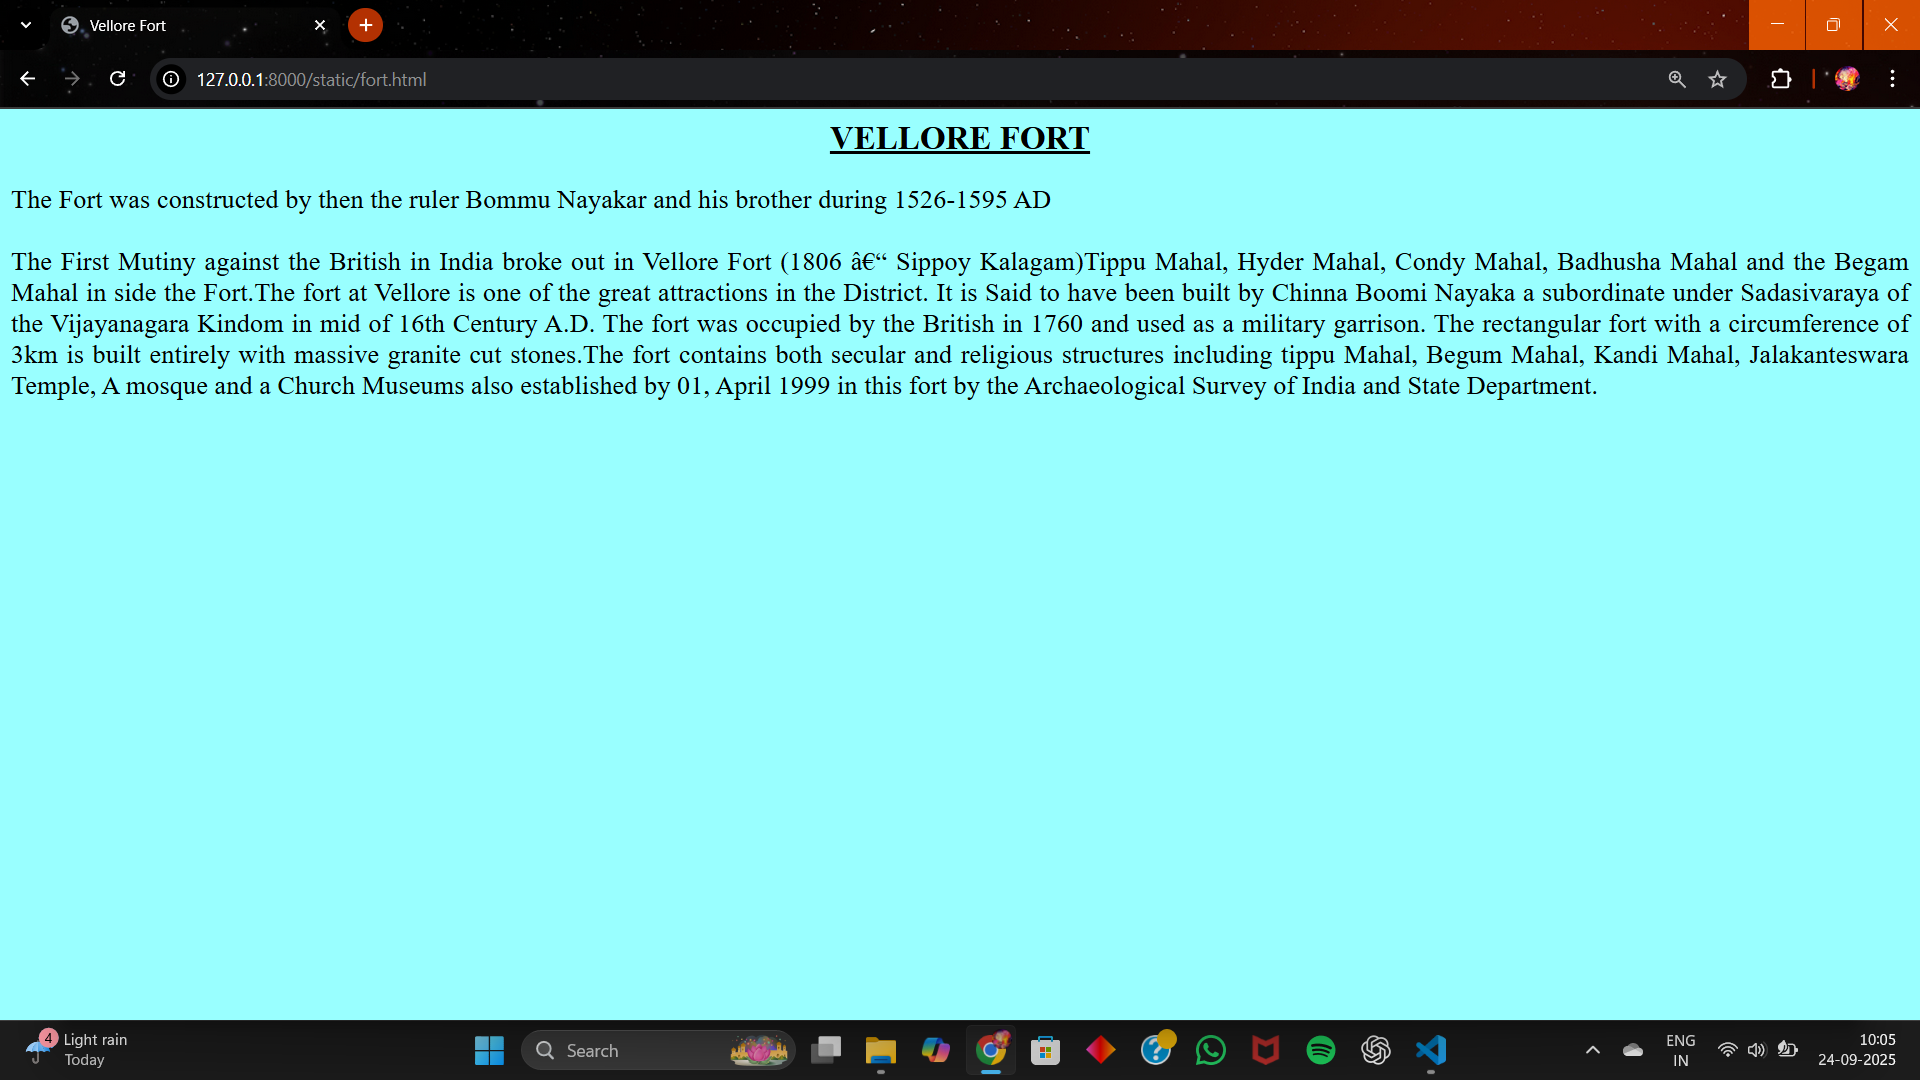 Vellore Fort
127.0.0.1:8000/static/fort.html
VELLORE FORT
The Fort was constructed by then the ruler Bommu Nayakar and his brother during 1526-1595 AD
The First Mutiny against the British in India broke out in Vellore Fort (1806 â€“ Sippoy Kalagam)Tippu Mahal, Hyder Mahal, Condy Mahal, Badhusha Mahal and the Begam
Mahal in side the Fort.The fort at Vellore is one of the great attractions in the District. It is Said to have been built by Chinna Boomi Nayaka a subordinate under Sadasivaraya of
the Vijayanagara Kindom in mid of 16th Century A.D. The fort was occupied by the British in 1760 and used as a military garrison. The rectangular fort with a circumference of
3km is built entirely with massive granite cut stones.The fort contains both secular and religious structures including tippu Mahal, Begum Mahal, Kandi Mahal, Jalakanteswara
Temple, A mosque and a Church Museums also established by 01, April 1999 in this fort by the Archaeological Survey of India and State Department.
4
Light rain
Today
Search
ENG
IN
10:05
24-09-2025